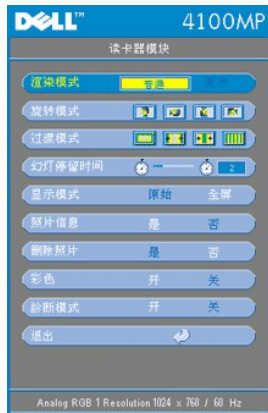 DELL™ 4100MP
读卡器模块
渲染模式 普通
旋转模式
过渡模式
幻灯停留时间 2
显示模式 原始 全屏
照片信息 是 否
删除照片 是 否
彩色 开 关
診断模式 开 关
退出
Analog RGB 1 Resolution 1024 x 768 / 60 Hz